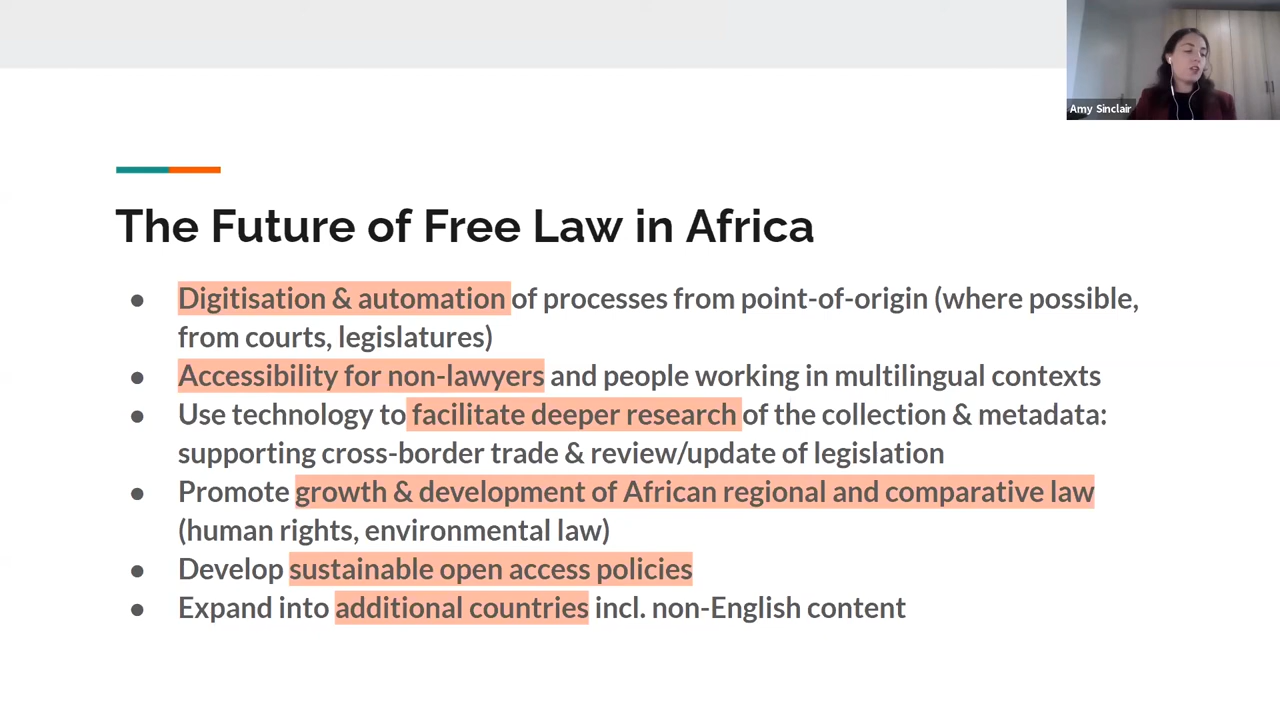 Amy Sinclair
The Future of Free Law in Africa
● Digitisation & automation of processes from point-of-origin (where possible,
from courts, legislatures)
● Accessibility for non-lawyers and people working in multilingual contexts
● Use technology to facilitate deeper research of the collection & metadata:
supporting cross-border trade & review/update of legislation
● Promote growth & development of African regional and comparative law
(human rights, environmental law)
● Develop sustainable open access policies
● Expand into additional countries incl. non-English content